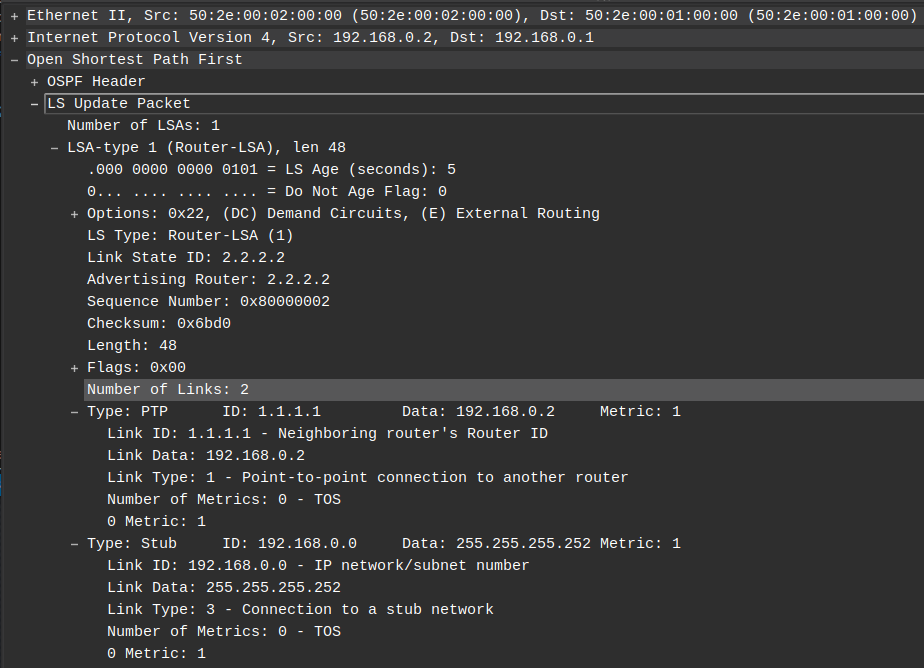 + Ethernet II, Src: 50:2e:00:02:00:00 (50:2e:00:02:00:00), Dst: 50:2e:00:01:00:00 (50:2e:00:01:00:00)
+ Internet Protocol Version 4, Src: 192.168.0.2, Dst: 192.168.0.1
− Open Shortest Path First
+ OSPF Header
− LS Update Packet
Number of LSAs: 1
− LSA-type 1 (Router-LSA), len 48
.000 0000 0000 0101 = LS Age (seconds): 5
0... .... .... .... = Do Not Age Flag: 0
+ Options: 0x22, (DC) Demand Circuits, (E) External Routing
LS Type: Router-LSA (1)
Link State ID: 2.2.2.2
Advertising Router: 2.2.2.2
Sequence Number: 0x80000002
Checksum: 0x6bd0
Length: 48
+ Flags: 0x00
Number of Links: 2
− Type: PTP      ID: 1.1.1.1         Data: 192.168.0.2     Metric: 1
Link ID: 1.1.1.1 - Neighboring router's Router ID
Link Data: 192.168.0.2
Link Type: 1 - Point-to-point connection to another router
Number of Metrics: 0 - TOS
0 Metric: 1
− Type: Stub     ID: 192.168.0.0     Data: 255.255.255.252 Metric: 1
Link ID: 192.168.0.0 - IP network/subnet number
Link Data: 255.255.255.252
Link Type: 3 - Connection to a stub network
Number of Metrics: 0 - TOS
0 Metric: 1